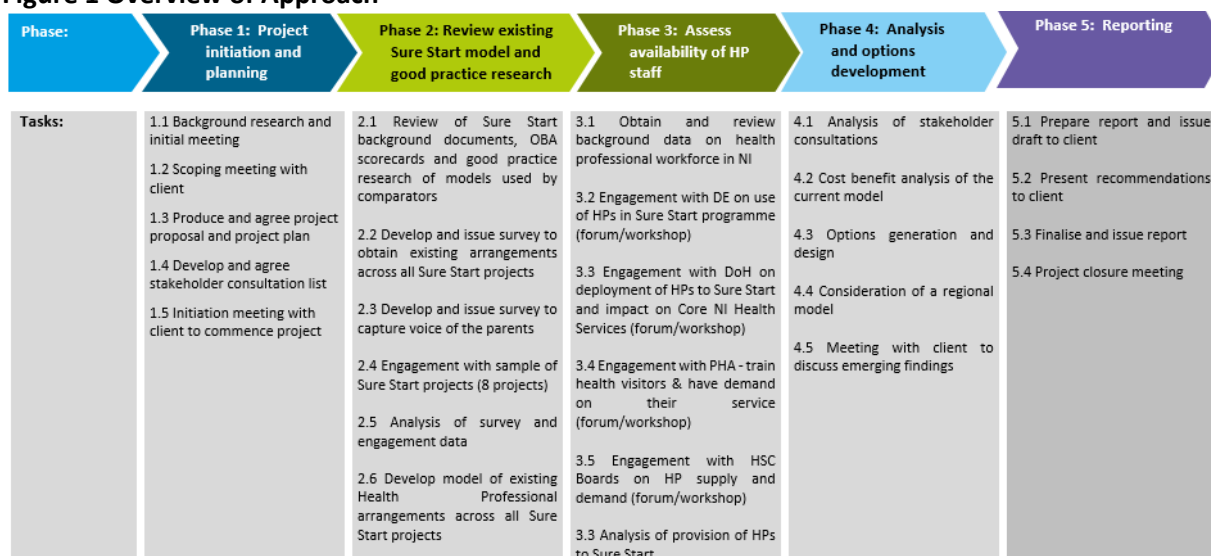 Figure 1 Overview of Approach
Phase:
Phase 1: Project
initiation and
planning
Phase 2: Review existing
Sure Start model and
good practice research
Phase 3: Assess
availability of HP
staff
Phase 4: Analysis
and options
development
Phase 5: Reporting
Tasks:
1.1 Background research and
initial meeting
1.2 Scoping meeting with
client
1.3 Produce and agree project
proposal and project plan
1.4 Develop and agree
stakeholder consultation list
1.5 Initiation meeting with
client to commence project
2.1 Review of Sure Start
background documents, OBA
scorecards and good practice
research of models used by
comparators
2.2 Develop and issue survey to
obtain existing arrangements
across all Sure Start projects
2.3 Develop and issue survey to
capture voice of the parents
2.4 Engagement with sample of
Sure Start projects (8 projects)
2.5 Analysis of survey and
engagement data
2.6 Develop model of existing
Health Professional
arrangements across all Sure
Start projects
3.1 Obtain and review
background data on health
professional workforce in NI
3.2 Engagement with DE on use
of HPs in Sure Start programme
(forum/workshop)
3.3 Engagement with DoH on
deployment of HPs to Sure Start
and impact on Core NI Health
Services (forum/workshop)
3.4 Engagement with PHA - train
health visitors & have demand
on their service
(forum/workshop)
3.5 Engagement with HSC
Boards on HP supply and
demand (forum/workshop)
3.3 Analysis of provision of HPs
to Sure Start
4.1 Analysis of stakeholder
consultations
4.2 Cost benefit analysis of the
current model
4.3 Options generation and
design
4.4 Consideration of a regional
model
4.5 Meeting with client to
discuss emerging findings
5.1 Prepare report and issue
draft to client
5.2 Present recommendations
to client
5.3 Finalise and issue report
5.4 Project closure meeting